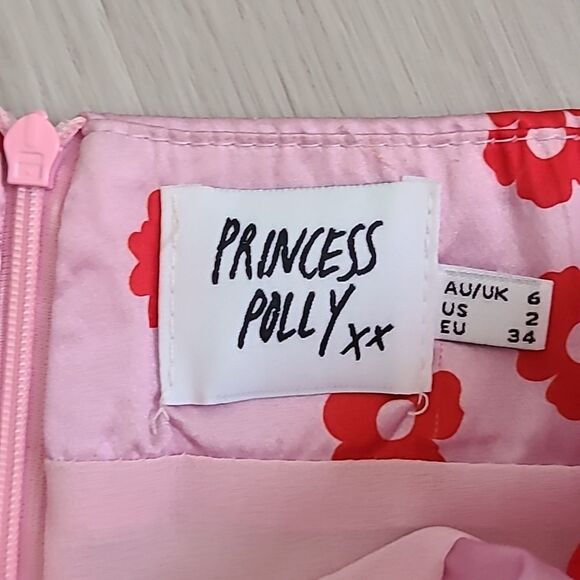 PRINCESS
POLLY xx
AU/UK 6
US 2
EU 34